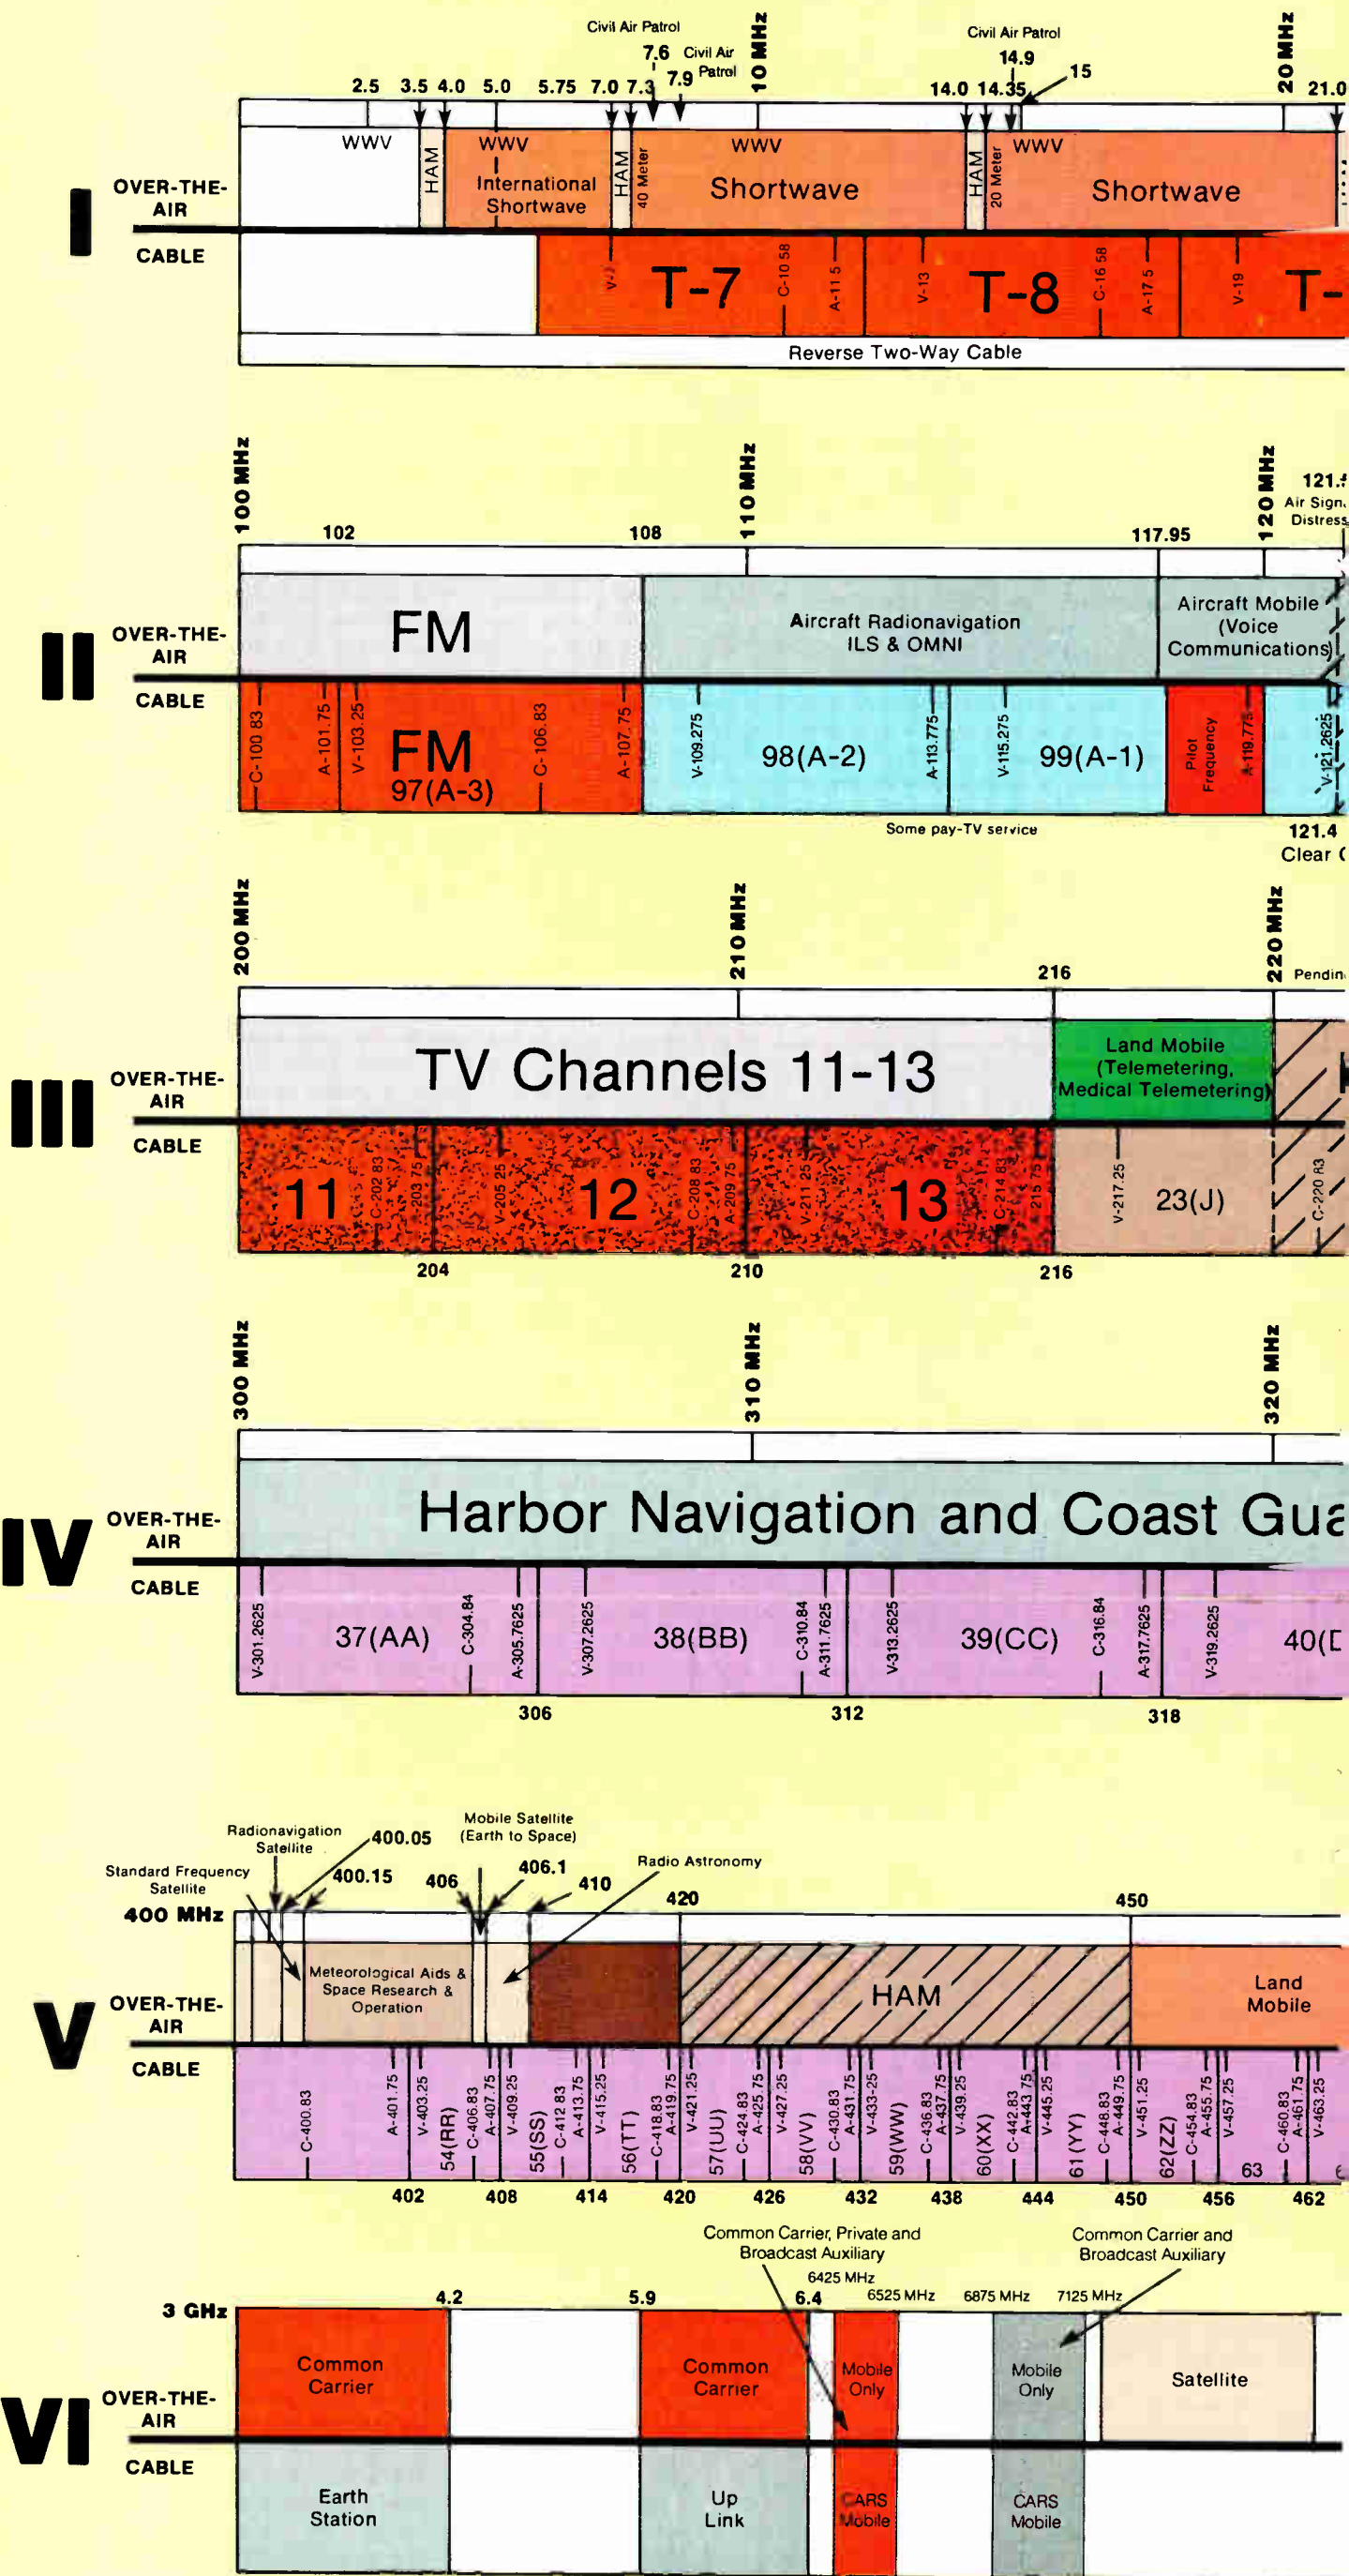 Civil Air Patrol
7.6 Civil Air Patrol
7.9
10 MHz
Civil Air Patrol
14.9
15
20 MHz
2.5 3.5 4.0 5.0 5.75 7.0 7.3 14.0 14.35 21.0
WWV HAM WWV HAM 40 Meter WWV HAM 20 Meter WWV
International
Shortwave
Shortwave
Shortwave
I
OVER-THE-
AIR
CABLE
T-7 C-10 58 A-11 5 V-13 T-8 C-16 58 A-17 5 V-19 T-
Reverse Two-Way Cable
100 MHz
110 MHz
120 MHz
102 108 117.95
Distress
II
OVER-THE-
AIR
CABLE
FM
Aircraft Radionavigation
ILS & OMNI
Aircraft Mobile
(Voice
Communications)
C-100 83 A-101.75 V-103.25 FM C-106.83 A-107.75 V-109.275 98(A-2) A-113.775 V-115.275 99(A-1) Pilot Frequency A-119.775 V-121.2625
97(A-3)
Some pay-TV service
121.4
Clear
200 MHz
210 MHz
220 MHz
216
III
OVER-THE-
AIR
CABLE
TV Channels 11-13
Land Mobile
(Telemetering,
Medical Telemetering)
11 C-202 83 A-203 75 V-205 25 12 C-208 83 A-209 75 V-211 25 13 C-214 83 215 75 V-217.25 23(J) C-220 83
204 210 216
300 MHz
310 MHz
320 MHz
IV
OVER-THE-
AIR
CABLE
Harbor Navigation and Coast
V-301.2625 37(AA) C-304.84 A-305.7625 V-307.2625 38(BB) C-310.84 A-311.7625 V-313.2625 39(CC) C-316.84 A-317.7625 V-319.2625 40(
306 312 318
Radionavigation
Satellite
400.05
Mobile Satellite
(Earth to Space)
Standard Frequency
Satellite
400.15 406 406.1 410
Radio Astronomy
400 MHz
420 450
V
OVER-THE-
AIR
CABLE
Meteorological Aids &
Space Research &
Operation
HAM
Land
Mobile
C-400.83 A-401.75 V-403.25 54(RR) C-406.83 A-407.75 V-409.25 55(SS) C-412 83 A-413.75 V-415.25 56(TT) C-418.83 A-419.75 V-421.25 57(UU) C-424.83 A-425.75 V-427.25 58(VV) C-430.83 A-431.75 V-433-25 59(WW) C-436.83 A-437.75 V-439.25 60(XX) C-442.83 A-443 75 V-445.25 61(YY) C-448.83 A-449.75 V-451.25 62(ZZ) C-454.83 A-455.75 V-457.25 63 C-460.83 A-461.75 V-463.25
402 408 414 420 426 432 438 444 450 456 462
Common Carrier, Private and
Broadcast Auxiliary
Common Carrier and
Broadcast Auxiliary
6425 MHz
6525 MHz 6875 MHz 7125 MHz
3 GHz
4.2 5.9 6.4
VI
OVER-THE-
AIR
CABLE
Common
Carrier
Common
Carrier
Mobile
Only
Mobile
Only
Satellite
Earth
Station
Up
Link
CARS
Mobile
CARS
Mobile